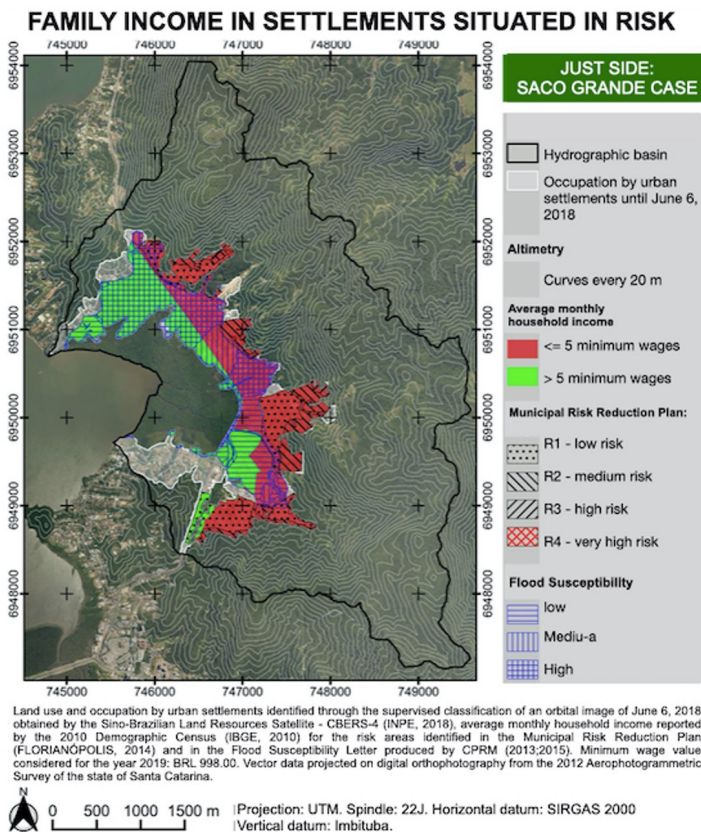 FAMILY INCOME IN SETTLEMENTS SITUATED IN RISK
745000 746000 747000 748000 749000
6954000
6953000
6952000
6951000
6950000
6949000
6948000
6954000
6953000
6952000
6951000
6950000
6949000
6948000
745000 746000 747000 748000 749000
JUST SIDE:
SACO GRANDE CASE
Hydrographic basin
Occupation by urban
settlements until June 6,
2018
Altimetry
Curves every 20 m
Average monthly
household income
<= 5 minimum wages
> 5 minimum wages
Municipal Risk Reduction Plan:
R1 - low risk
R2 - medium risk
R3 - high risk
R4 - very high risk
Flood Susceptibility
low
Mediu-a
High
Land use and occupation by urban settlements identified through the supervised classification of an orbital image of June 6, 2018
obtained by the Sino-Brazilian Land Resources Satellite - CBERS-4 (INPE, 2018), average monthly household income reported
by the 2010 Demographic Census (IBGE, 2010) for the risk areas identified in the Municipal Risk Reduction Plan
(FLORIANÓPOLIS, 2014) and in the Flood Susceptibility Letter produced by CPRM (2013;2015). Minimum wage value
considered for the year 2019: BRL 998.00. Vector data projected on digital orthophotography from the 2012 Aerophotogrammetric
Survey of the state of Santa Catarina.
N
0 500 1000 1500 m
Projection: UTM. Spindle: 22J. Horizontal datum: SIRGAS 2000
Vertical datum: Imbituba.